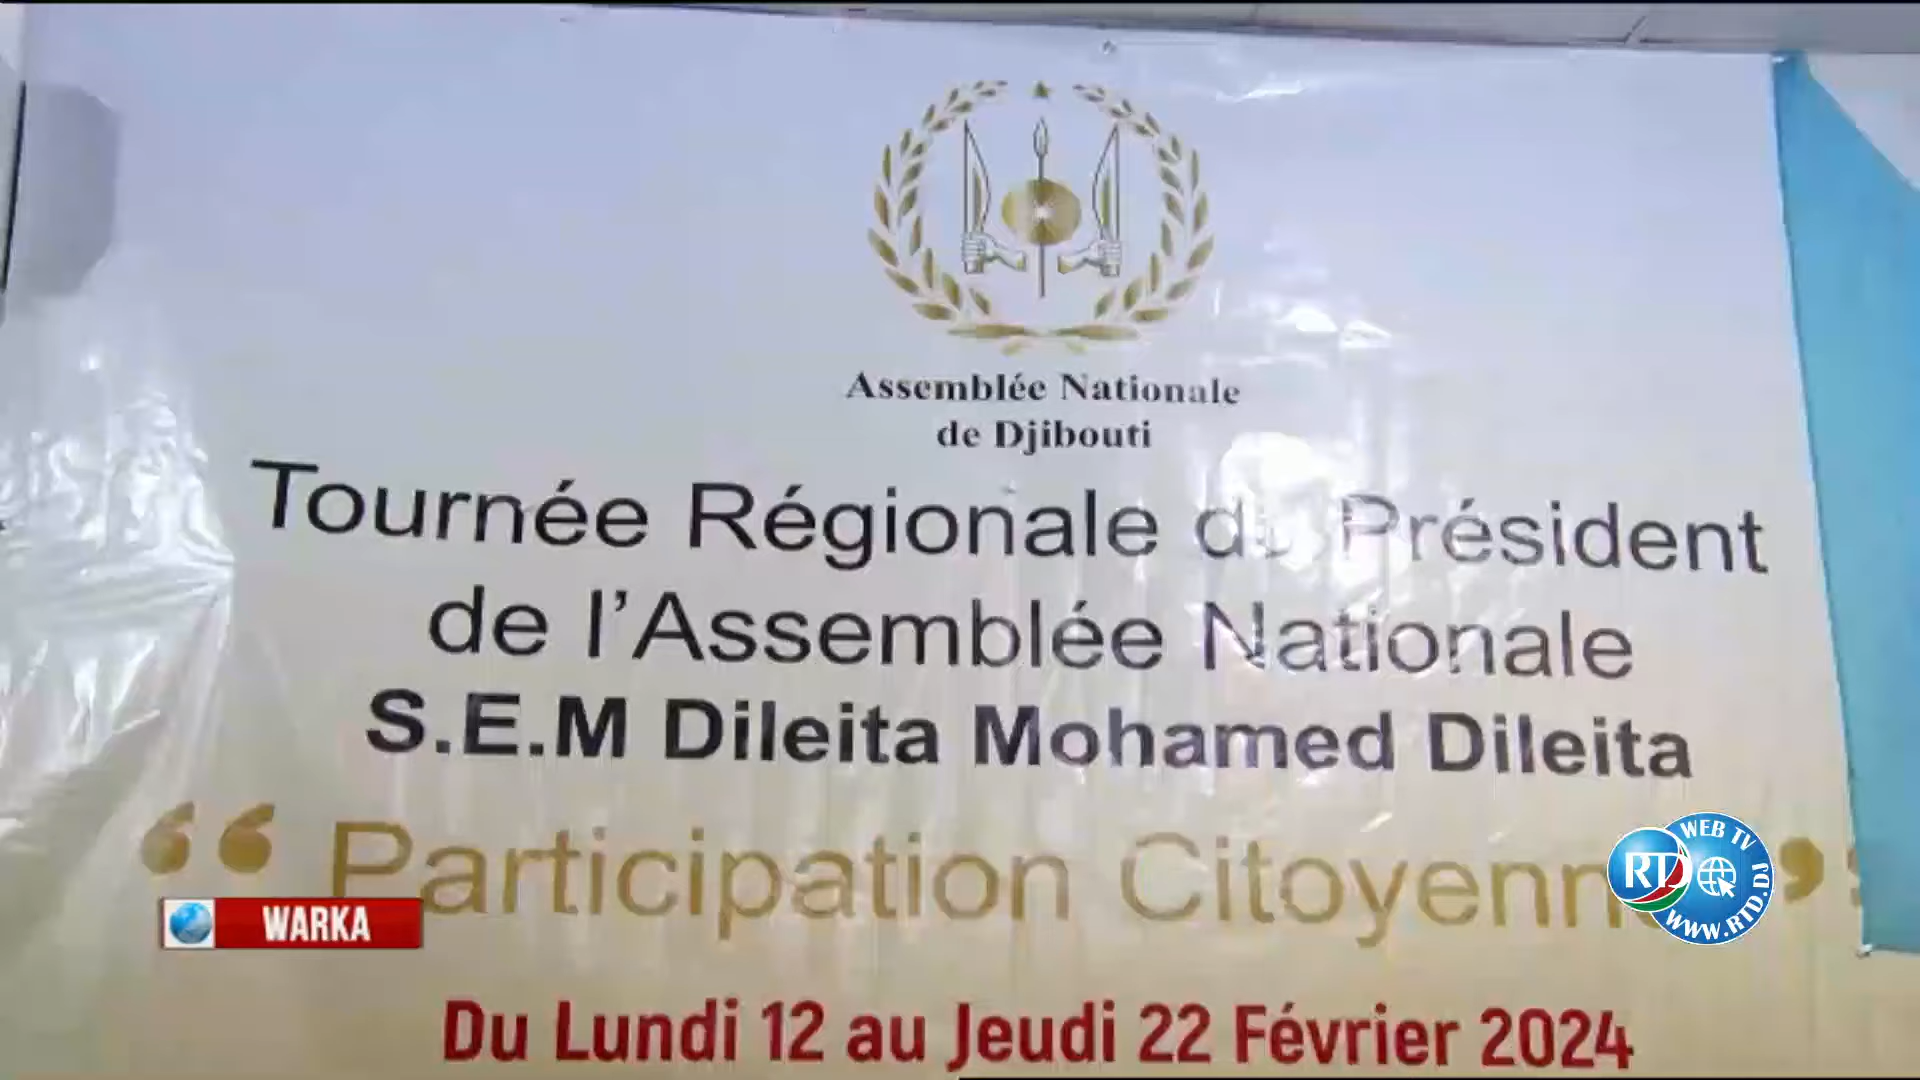 Assemblée Nationale
de Djibouti
Tournée Régionale du Président
de l'Assemblée Nationale
S.E.M Dileita Mohamed Dileita
“ Participation Citoyenne ”
Du Lundi 12 au Jeudi 22 Février 2024
WARKA
RTD
WEB TV
WWW.RTD.DJ